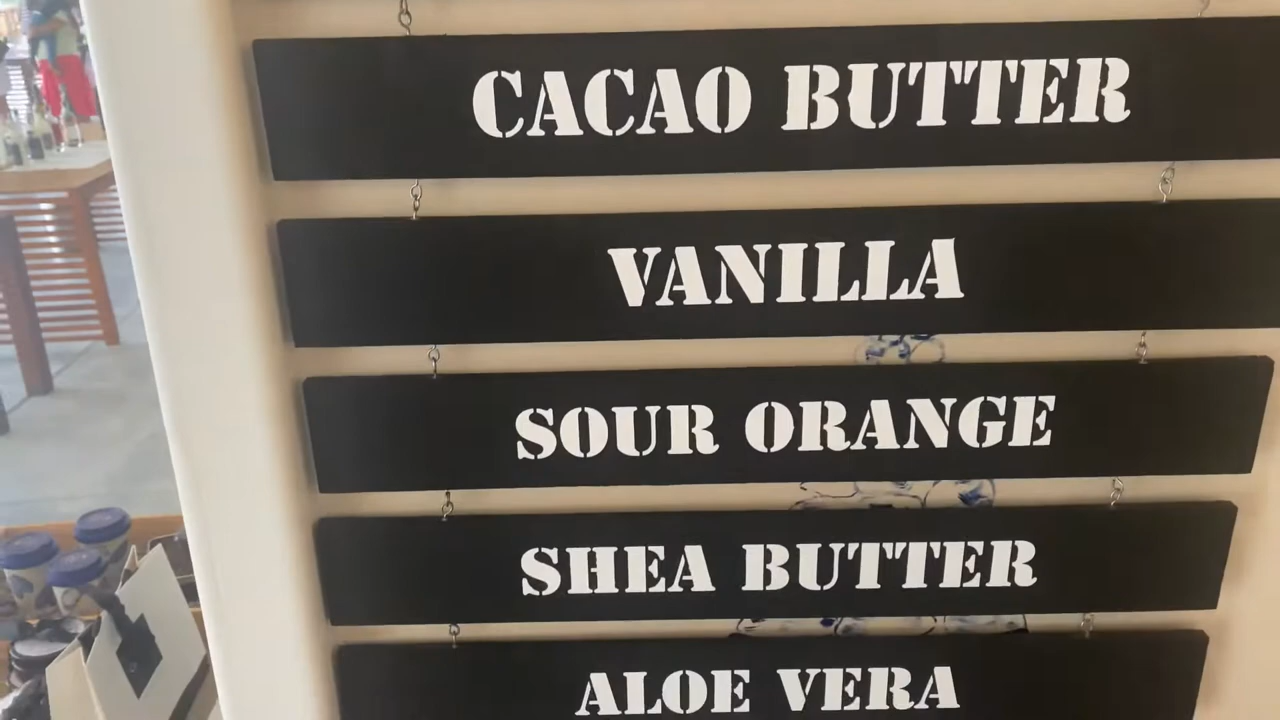 CACAO BUTTER
VANILLA
SOUR ORANGE
SHEA BUTTER
ALOE VERA